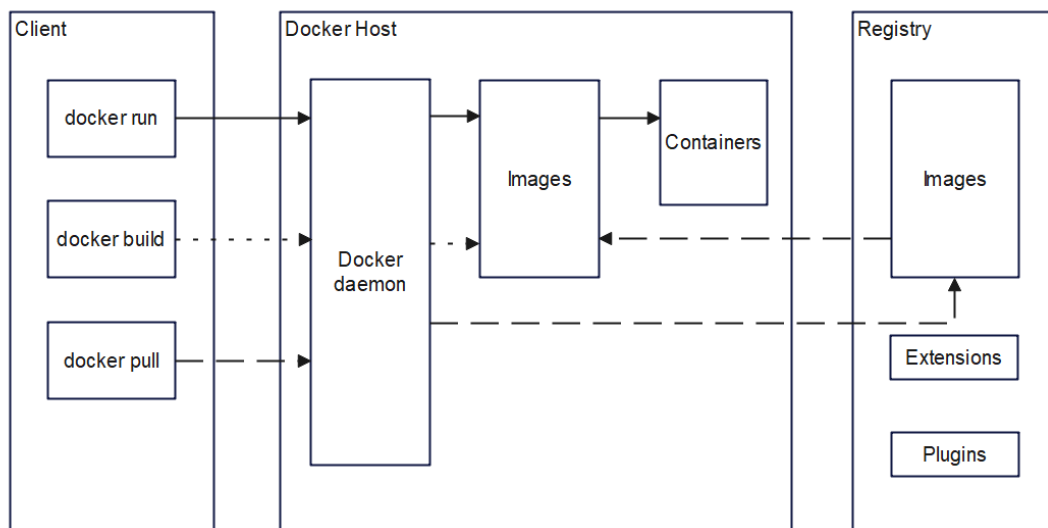 Client
docker run
docker build
docker pull
Docker Host
Docker
daemon
Images
Containers
Registry
Images
Extensions
Plugins